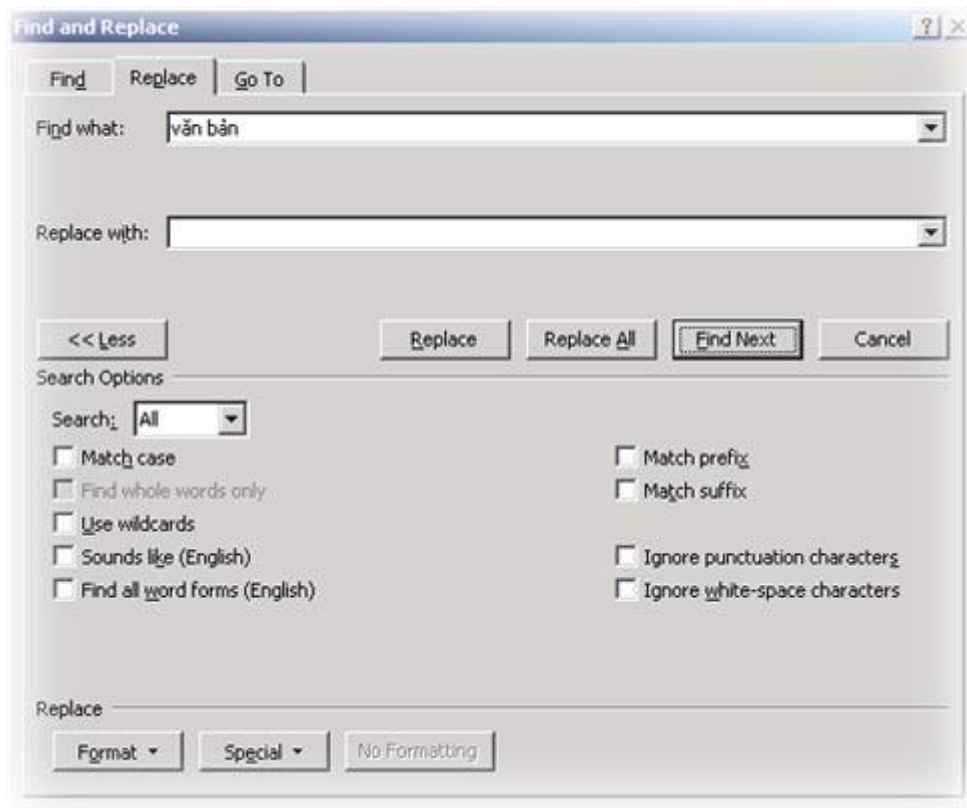 Find and Replace
Find Replace Go To
Find what: văn bản
Replace with:
<< Less Replace Replace All Find Next Cancel
Search Options
Search: All
Match case Match prefix
Find whole words only Match suffix
Use wildcards
Sounds like (English) Ignore punctuation characters
Find all word forms (English) Ignore white-space characters
Replace
Format Special No Formatting